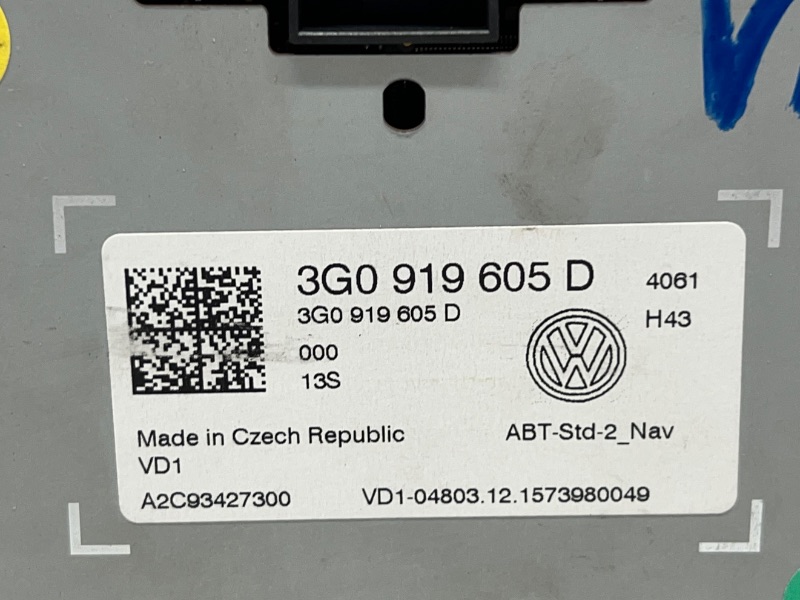 3G0 919 605 D
4061
3G0 919 605 D
H43
000
13S
Made in Czech Republic
ABT-Std-2_Nav
VD1
A2C93427300
VD1-04803.12.1573980049